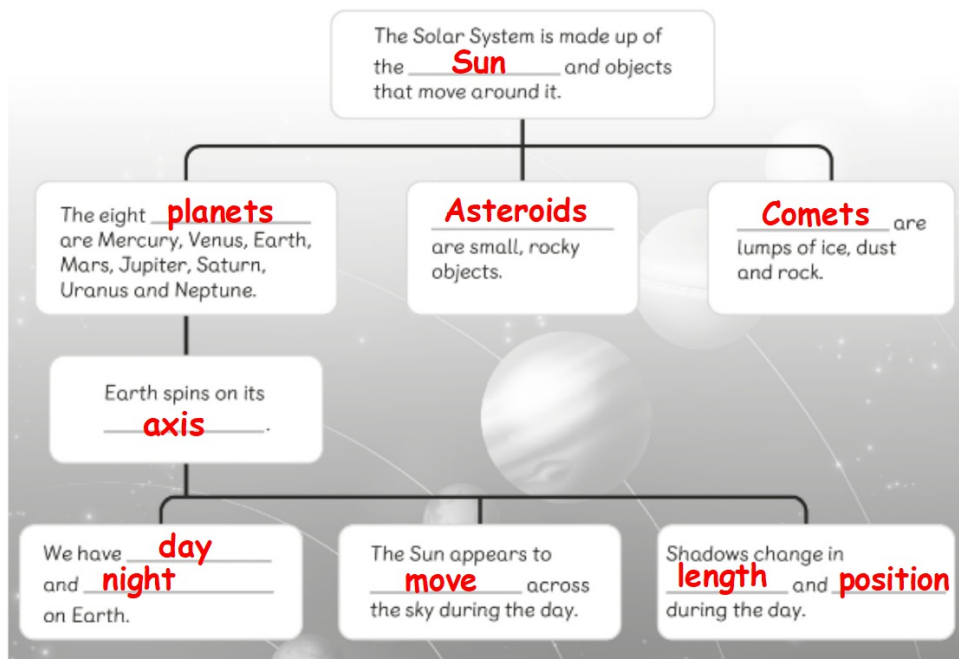 The Solar System is made up of
the Sun and objects
that move around it.
The eight planets
are Mercury, Venus, Earth,
Mars, Jupiter, Saturn,
Uranus and Neptune.
Asteroids
are small, rocky
objects.
Comets are
lumps of ice, dust
and rock.
Earth spins on its
axis.
We have day
and night
on Earth.
The Sun appears to
move across
the sky during the day.
Shadows change in
length and position
during the day.